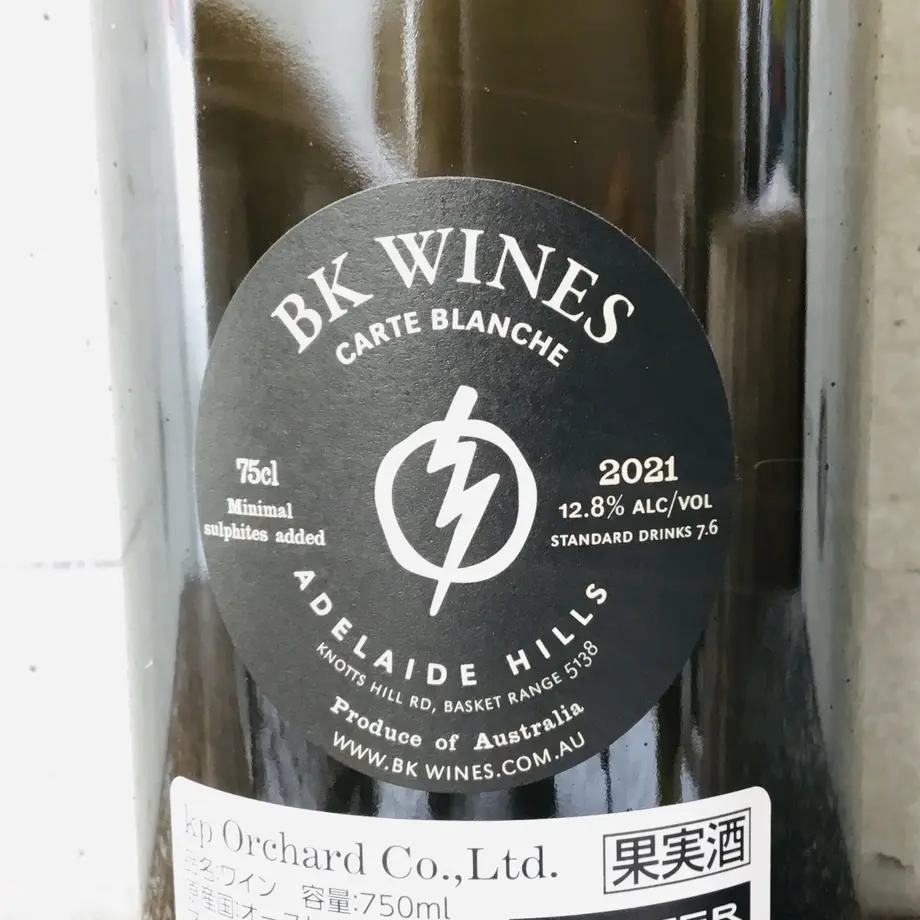 BK WINES
CARTE BLANCHE
75cl
Minimal
sulphites added
2021
12.8% ALC/VOL
STANDARD DRINKS 7.6
ADELAIDE HILLS
KNOTTS HILL RD, BASKET RANGE 5138
Produce of Australia
WWW.BK WINES.COM.AU
kp Orchard Co.,Ltd.
果実酒
ワイン 容量:750ml